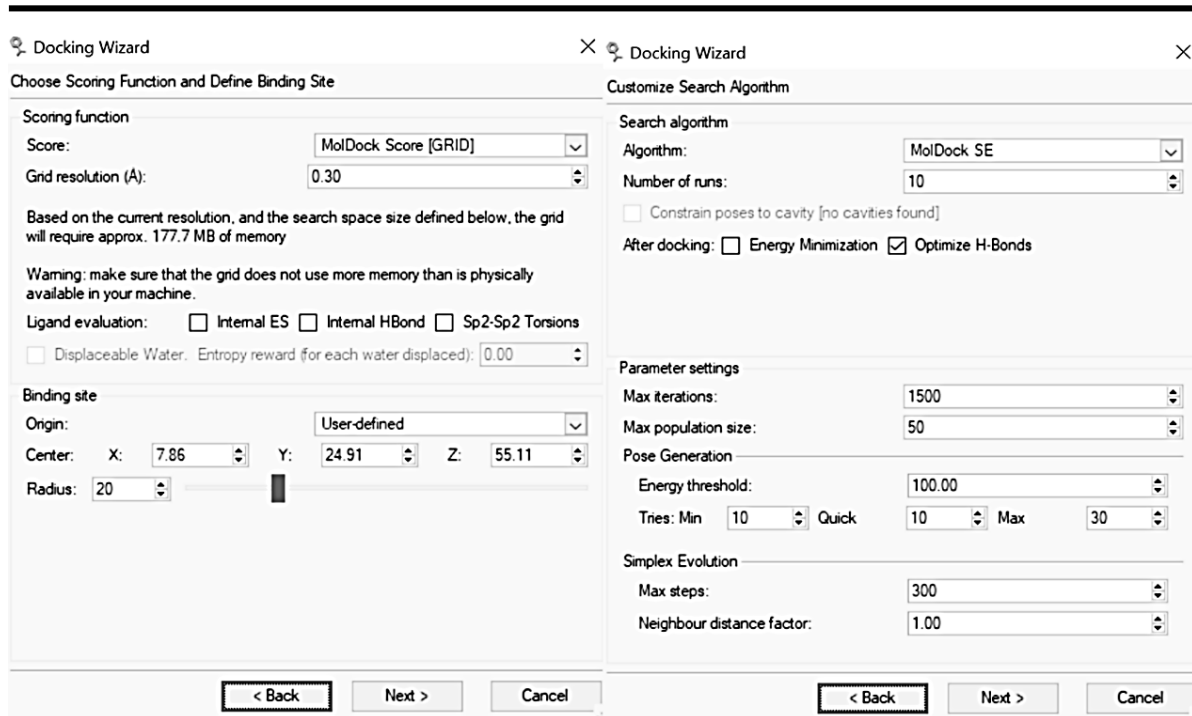 Docking Wizard
Choose Scoring Function and Define Binding Site
Scoring function
Score: MolDock Score [GRID]
Grid resolution (Å): 0.30
Based on the current resolution, and the search space size defined below, the grid
will require approx. 177.7 MB of memory
Warning: make sure that the grid does not use more memory than is physically
available in your machine.
Ligand evaluation: Internal ES Internal HBond Sp2-Sp2 Torsions
Displaceable Water. Entropy reward (for each water displaced): 0.00
Binding site
Origin: User-defined
Center: X: 7.86 Y: 24.91 Z: 55.11
Radius: 20
< Back Next > Cancel
Docking Wizard
Customize Search Algorithm
Search algorithm
Algorithm: MolDock SE
Number of runs: 10
Constrain poses to cavity [no cavities found]
After docking: Energy Minimization Optimize H-Bonds
Parameter settings
Max iterations: 1500
Max population size: 50
Pose Generation
Energy threshold: 100.00
Tries: Min 10 Quick 10 Max 30
Simplex Evolution
Max steps: 300
Neighbour distance factor: 1.00
< Back Next > Cancel